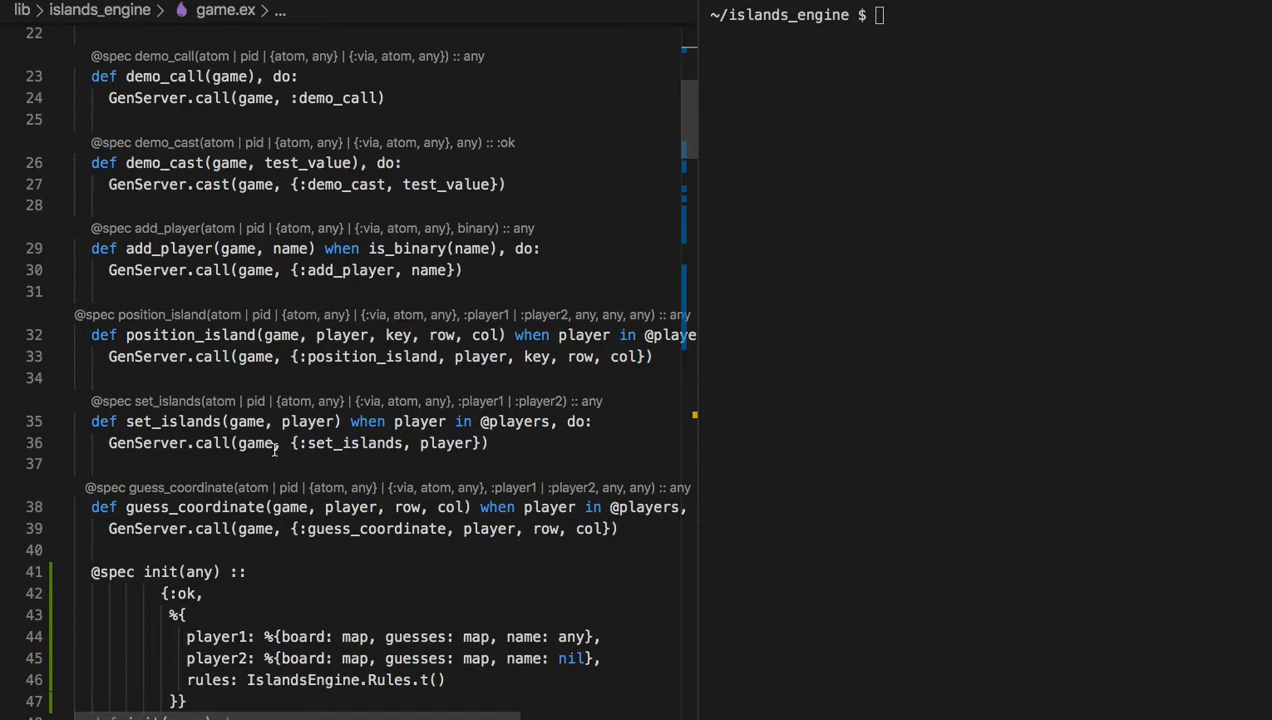 lib > islands_engine > game.ex > ...
~/islands_engine $
22
@spec demo_call(atom | pid | {atom, any} | {:via, atom, any}) :: any
23 def demo_call(game), do:
24 GenServer.call(game, :demo_call)
25
@spec demo_cast(atom | pid | {atom, any} | {:via, atom, any}, any) :: :ok
26 def demo_cast(game, test_value), do:
27 GenServer.cast(game, {:demo_cast, test_value})
28
@spec add_player(atom | pid | {atom, any} | {:via, atom, any}, binary) :: any
29 def add_player(game, name) when is_binary(name), do:
30 GenServer.call(game, {:add_player, name})
31
@spec position_island(atom | pid | {atom, any} | {:via, atom, any}, :player1 | :player2, any, any, any) :: any
32 def position_island(game, player, key, row, col) when player in @playe
33 GenServer.call(game, {:position_island, player, key, row, col})
34
@spec set_islands(atom | pid | {atom, any} | {:via, atom, any}, :player1 | :player2) :: any
35 def set_islands(game, player) when player in @players, do:
36 GenServer.call(game, {:set_islands, player})
37
@spec guess_coordinate(atom | pid | {atom, any} | {:via, atom, any}, :player1 | :player2, any, any) :: any
38 def guess_coordinate(game, player, row, col) when player in @players,
39 GenServer.call(game, {:guess_coordinate, player, row, col})
40
41 @spec init(any) ::
42 {:ok,
43 %{
44 player1: %{board: map, guesses: map, name: any},
45 player2: %{board: map, guesses: map, name: nil},
46 rules: IslandsEngine.Rules.t()
47 }}